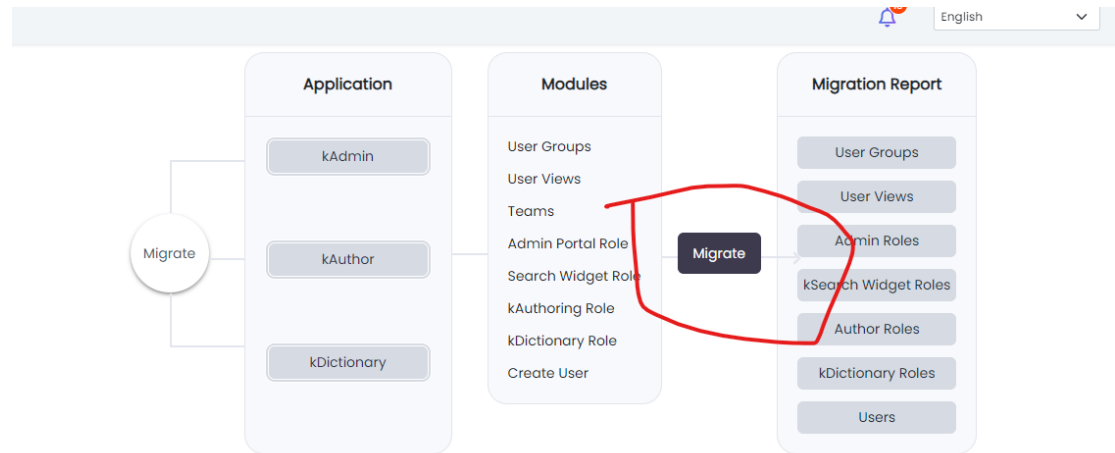 English
Application
Modules
Migration Report
Migrate
kAdmin
kAuthor
kDictionary
User Groups
User Views
Teams
Admin Portal Role
Search Widget Role
kAuthoring Role
kDictionary Role
Create User
Migrate
User Groups
User Views
Admin Roles
kSearch Widget Roles
Author Roles
kDictionary Roles
Users